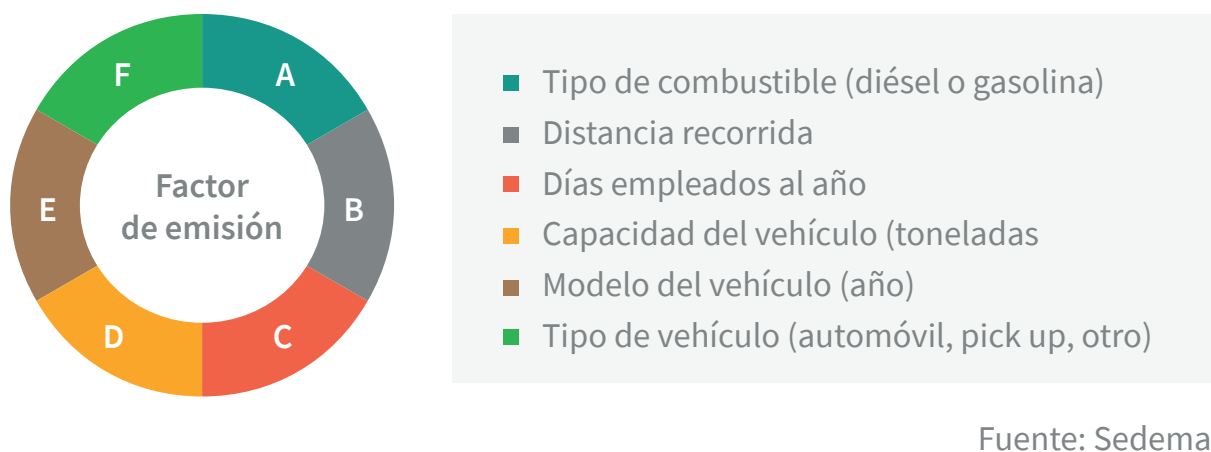 F
A
E
Factor
de emisión
B
D
C
Tipo de combustible (diésel o gasolina)
Distancia recorrida
Días empleados al año
Capacidad del vehículo (toneladas
Modelo del vehículo (año)
Tipo de vehículo (automóvil, pick up, otro)
Fuente: Sedema